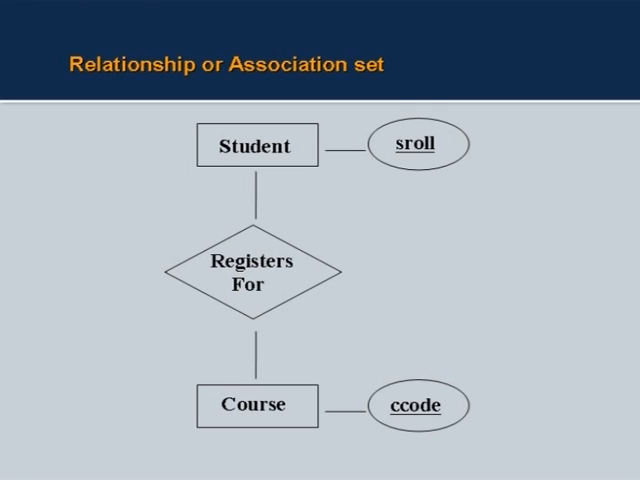 Relationship or Association set
Student
sroll
Registers
For
Course
ccode